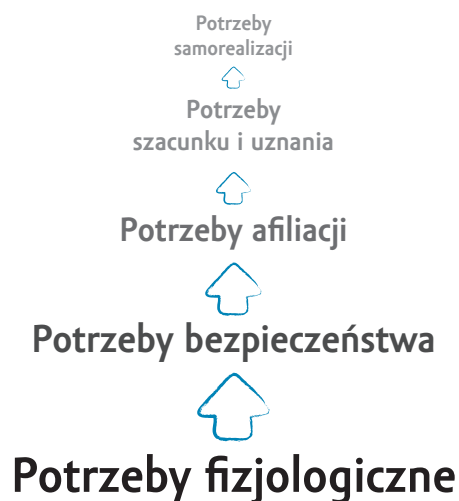 Potrzeby
samorealizacji
Potrzeby
szacunku i uznania
Potrzeby afiliacji
Potrzeby bezpieczeństwa
Potrzeby fizjologiczne